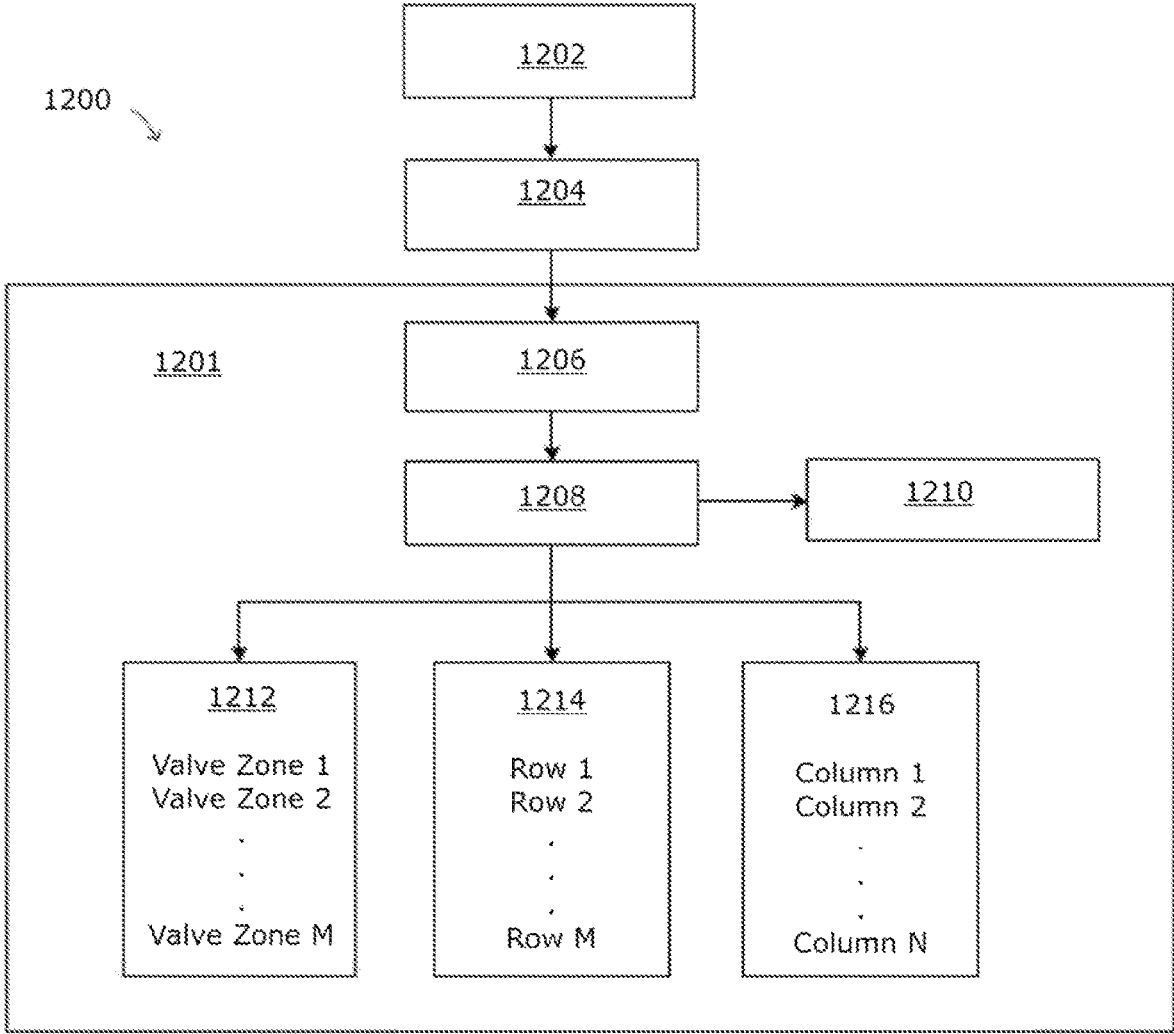 1202
1200
1204
1201
1206
1208
1210
1212
Valve Zone 1
Valve Zone 2
.
.
.
Valve Zone M
1214
Row 1
Row 2
.
.
.
Row M
1216
Column 1
Column 2
.
.
.
Column N